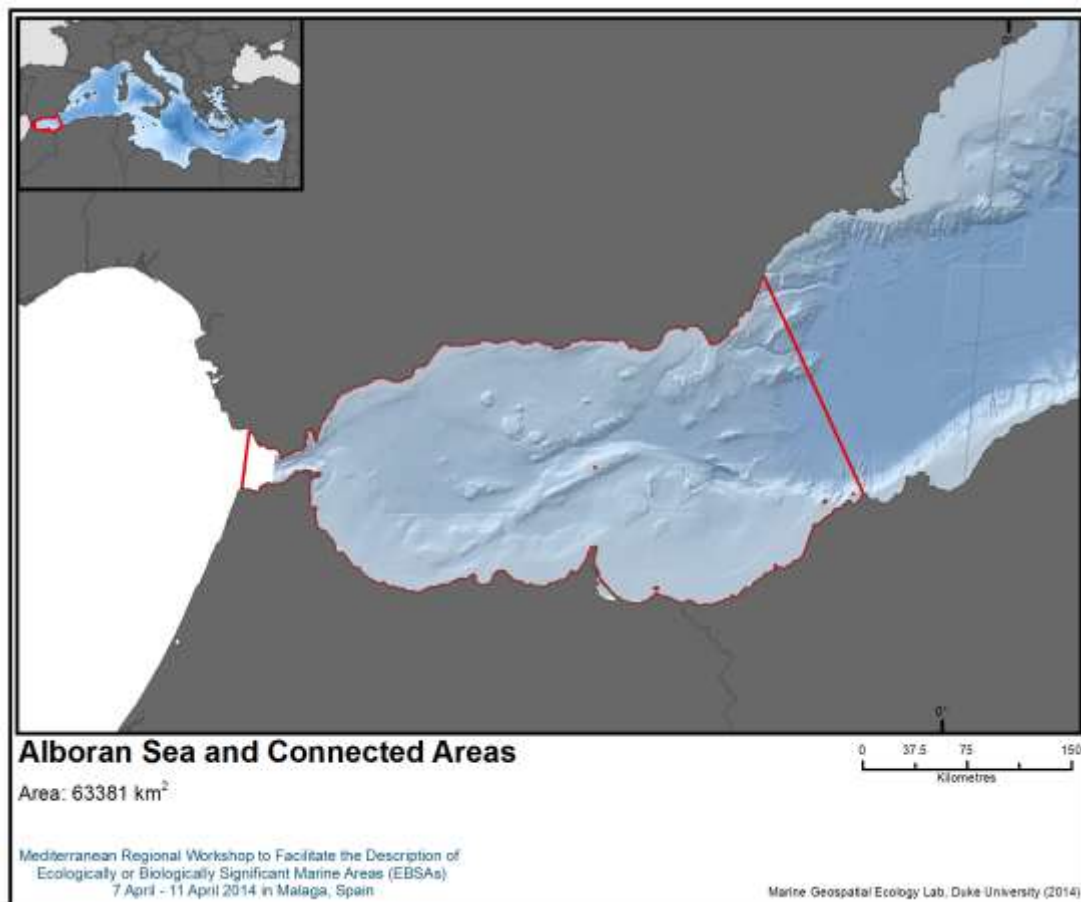 0°
0°
Alboran Sea and Connected Areas
Area: 63381 km²
0 37.5 75 150
Kilometres
Mediterranean Regional Workshop to Facilitate the Description of
Ecologically or Biologically Significant Marine Areas (EBSAs)
7 April - 11 April 2014 in Malaga, Spain
Marine Geospatial Ecology Lab, Duke University (2014)